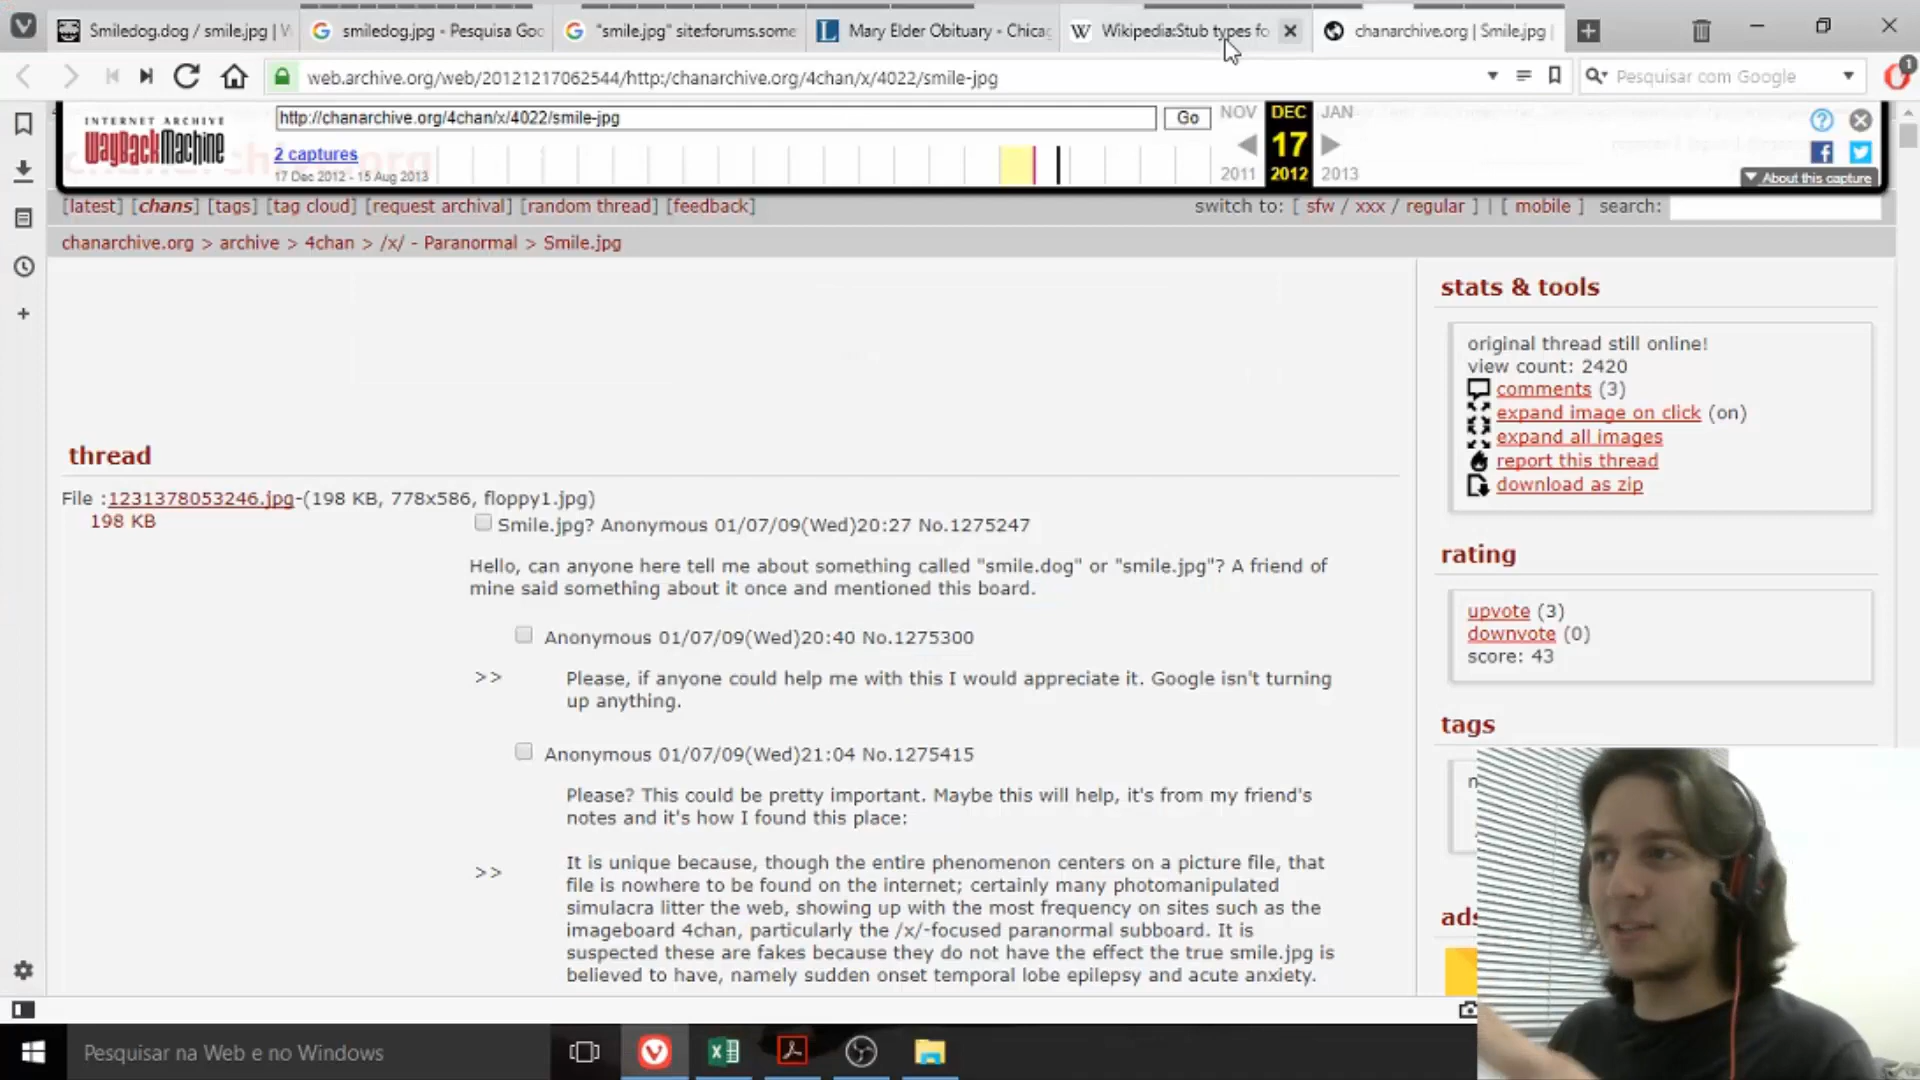 Smiledog.dog / smile.jpg |
smiledog.jpg - Pesquisa Goo
"smile.jpg" site:forums.some
Mary Elder Obituary - Chicag
Wikipedia:Stub types fo
chanarchive.org | Smile.jpg |
web.archive.org/web/20121217062544/http:/chanarchive.org/4chan/x/4022/smile-jpg
Pesquisar com Google
1
INTERNET ARCHIVE
WayBackMachine
http://chanarchive.org/4chan/x/4022/smile-jpg
Go
NOV DEC JAN
2 captures
17
17 Dec 2012 - 15 Aug 2013
2011 2012 2013
About this capture
[latest] [chans] [tags] [tag cloud] [request archival] [random thread] [feedback]
switch to: [ sfw / xxx / regular ] | [ mobile ] search:
chanarchive.org > archive > 4chan > /x/ - Paranormal > Smile.jpg
thread
File :1231378053246.jpg-(198 KB, 778x586, floppy1.jpg)
198 KB
Smile.jpg? Anonymous 01/07/09(Wed)20:27 No.1275247
Hello, can anyone here tell me about something called "smile.dog" or "smile.jpg"? A friend of
mine said something about it once and mentioned this board.
Anonymous 01/07/09(Wed)20:40 No.1275300
>> Please, if anyone could help me with this I would appreciate it. Google isn't turning
up anything.
Anonymous 01/07/09(Wed)21:04 No.1275415
Please? This could be pretty important. Maybe this will help, it's from my friend's
notes and it's how I found this place:
>> It is unique because, though the entire phenomenon centers on a picture file, that
file is nowhere to be found on the internet; certainly many photomanipulated
simulacra litter the web, showing up with the most frequency on sites such as the
imageboard 4chan, particularly the /x/-focused paranormal subboard. It is
suspected these are fakes because they do not have the effect the true smile.jpg is
believed to have, namely sudden onset temporal lobe epilepsy and acute anxiety.
stats & tools
original thread still online!
view count: 2420
comments (3)
expand image on click (on)
expand all images
report this thread
download as zip
rating
upvote (3)
downvote (0)
score: 43
tags
ads
Pesquisar na Web e no Windows